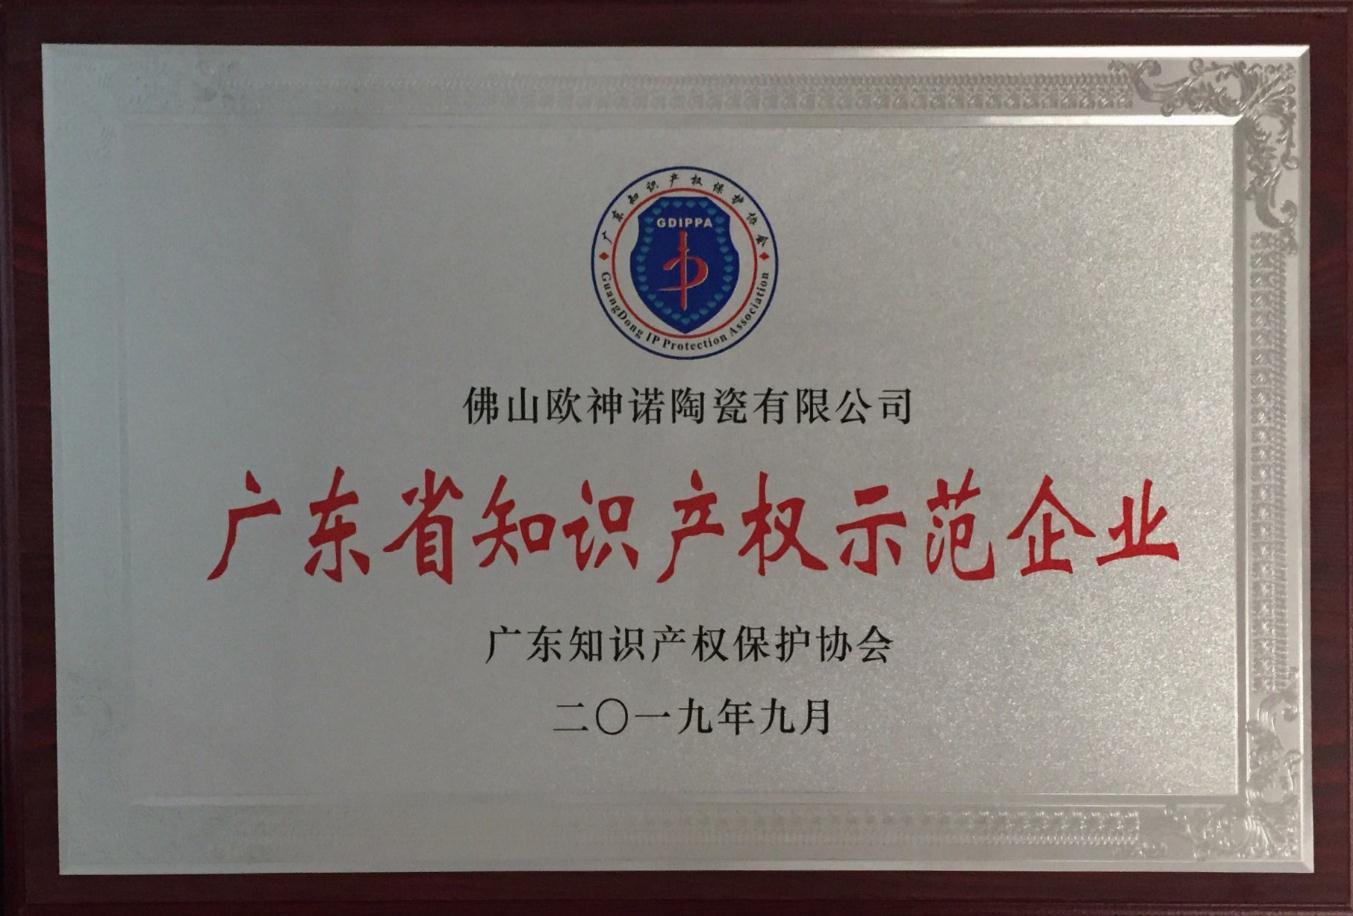 广东知识产权保护协会
GDIPPA
GuangDong IP Protection Association
佛山欧神诺陶瓷有限公司
广东省知识产权示范企业
广东知识产权保护协会
二〇一九年九月